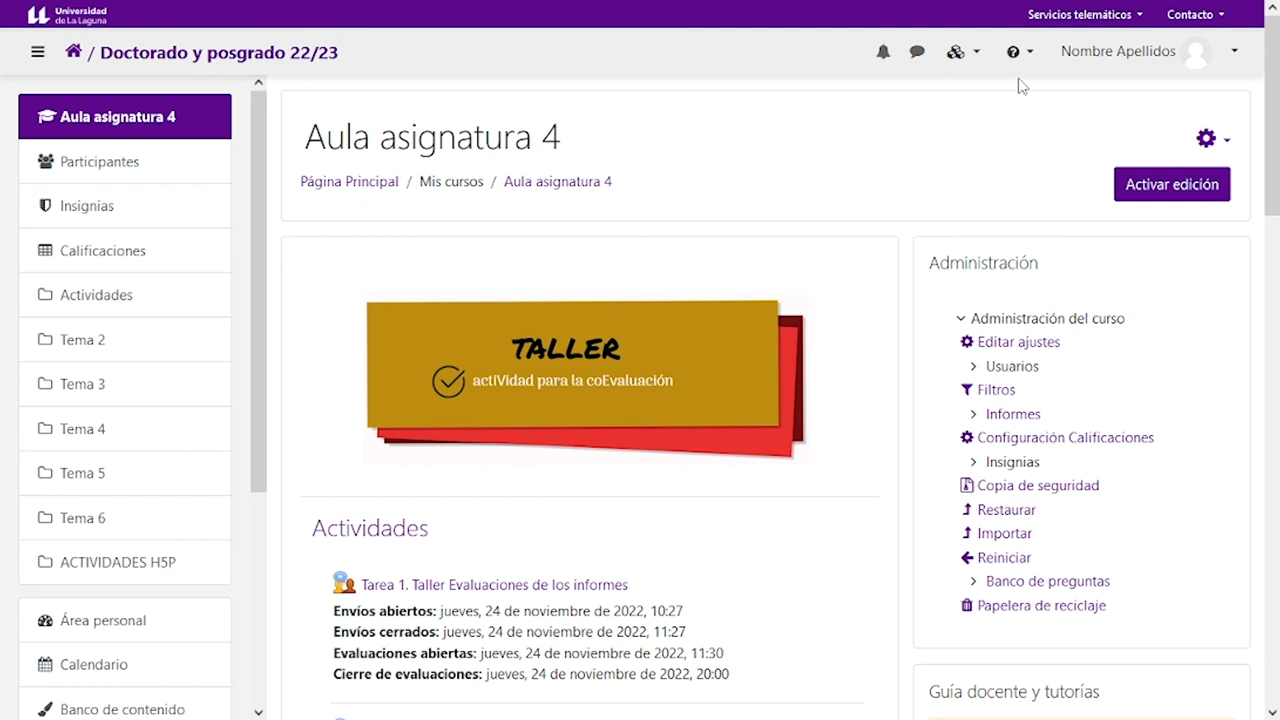 Universidad
de La Laguna
Servicios telemáticos
Contacto
/ Doctorado y posgrado 22/23
Nombre Apellidos
Aula asignatura 4
Participantes
Insignias
Calificaciones
Actividades
Tema 2
Tema 3
Tema 4
Tema 5
Tema 6
ACTIVIDADES H5P
Área personal
Calendario
Banco de contenido
Aula asignatura 4
Página Principal / Mis cursos / Aula asignatura 4
Activar edición
TALLER
actiVidad para la coEvaluación
Actividades
Tarea 1. Taller Evaluaciones de los informes
Envíos abiertos: jueves, 24 de noviembre de 2022, 10:27
Envíos cerrados: jueves, 24 de noviembre de 2022, 11:27
Evaluaciones abiertas: jueves, 24 de noviembre de 2022, 11:30
Cierre de evaluaciones: jueves, 24 de noviembre de 2022, 20:00
Administración
Administración del curso
Editar ajustes
Usuarios
Filtros
Informes
Configuración Calificaciones
Insignias
Copia de seguridad
Restaurar
Importar
Reiniciar
Banco de preguntas
Papelera de reciclaje
Guía docente y tutorías